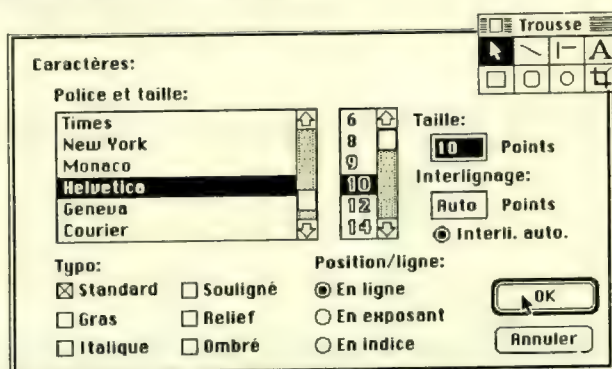 Trousse
A
Caractères:
Police et taille:
Times
New York
Monaco
Helvetica
Geneva
Courier
6
8
9
10
12
14
Taille:
10 Points
Interlignage:
Auto Points
Interli. auto.
Typo:
Standard
Souligné
Gras
Relief
Italique
Ombré
Position/ligne:
En ligne
En exposant
En indice
OK
Annuler